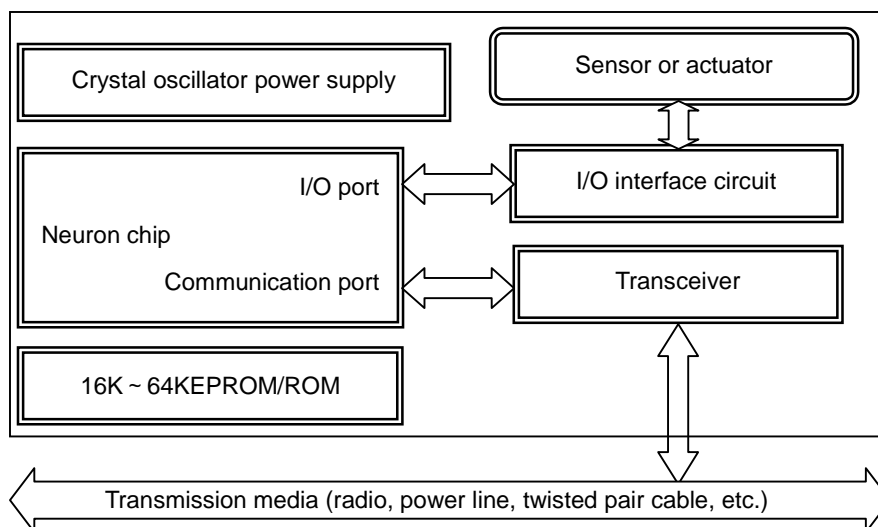 Crystal oscillator power supply
Sensor or actuator
I/O port
I/O interface circuit
Neuron chip
Communication port
Transceiver
16K ~ 64KEPROM/ROM
Transmission media (radio, power line, twisted pair cable, etc.)